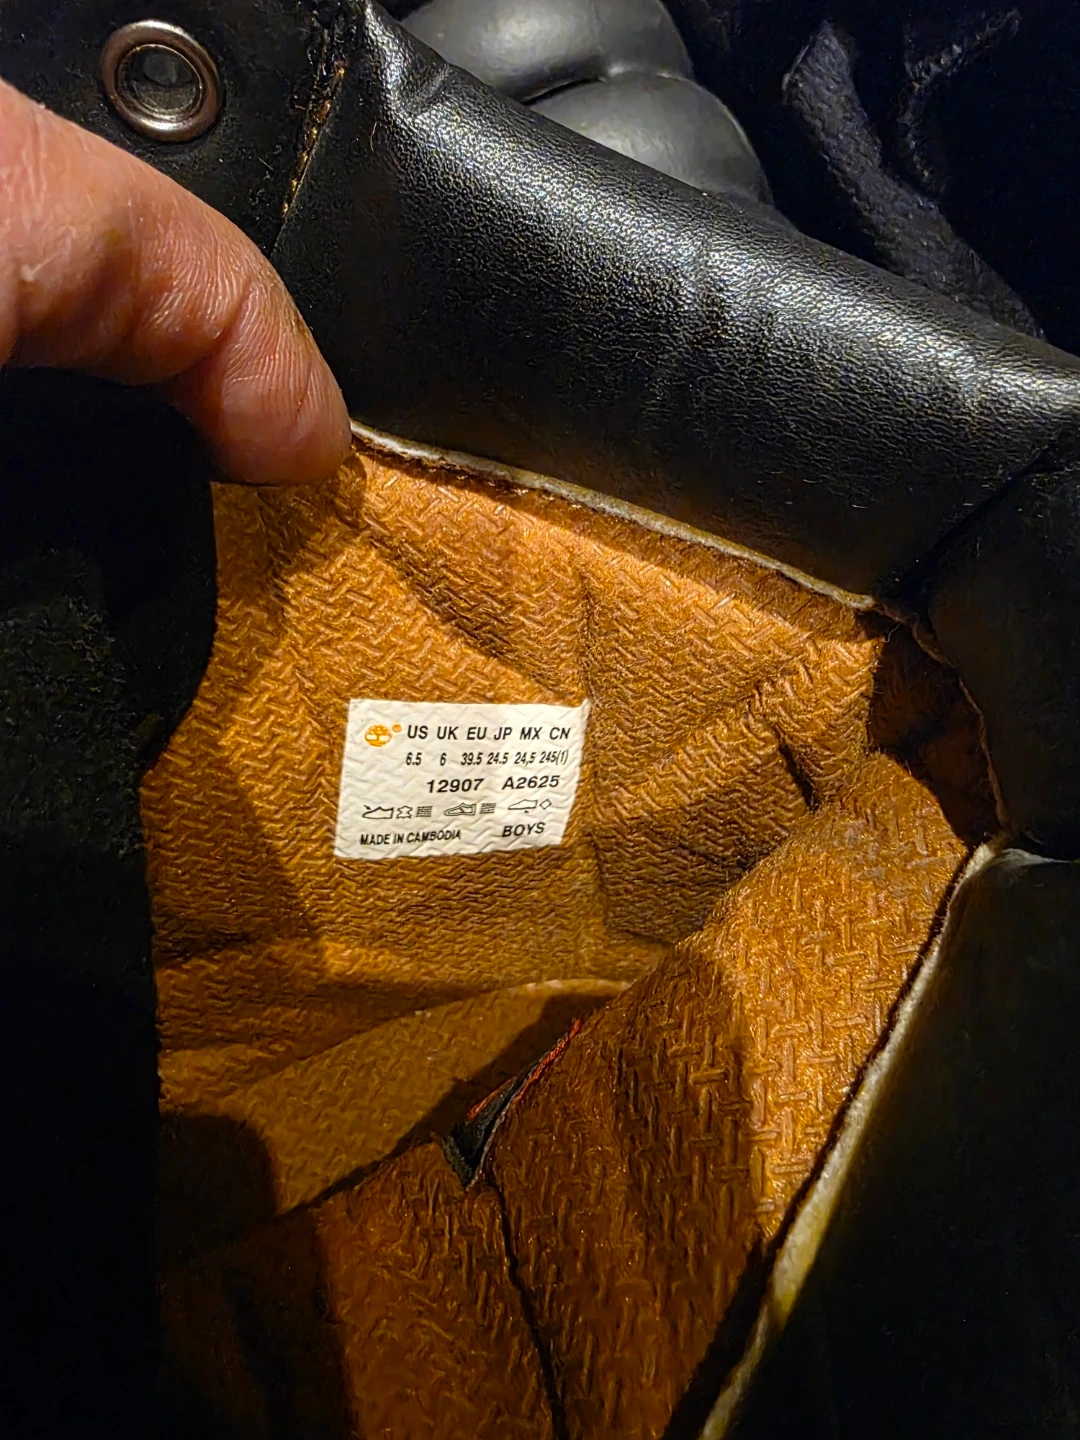 US UK EU JP MX CN
6.5 6 39.5 24.5 24,5 245(1)
12907 A2625
MADE IN CAMBODIA BOYS